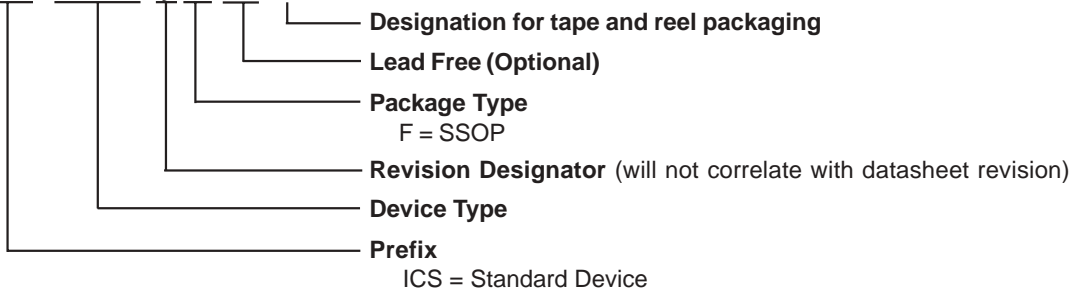 Designation for tape and reel packaging
Lead Free (Optional)
Package Type
F = SSOP
Revision Designator (will not correlate with datasheet revision)
Device Type
Prefix
ICS = Standard Device